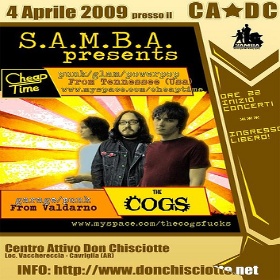 4 Aprile 2009 presso il CA★DC
S.A.M.B.A.
presents
SAMBA
Cheap Time
punk/glam/powerpop
From Tennessee (Usa)
www.myspace.com/cheaptime
ORE 22
INIZIO
CONCERTI
***
INGRESSO
LIBERO!
garage/punk
From Valdarno
THE COGS
www.myspace.com/thecogsfucks
Centro Attivo Don Chisciotte
Loc. Vacchereccia - Cavriglia (AR)
INFO: http://www.donchisciotte.net